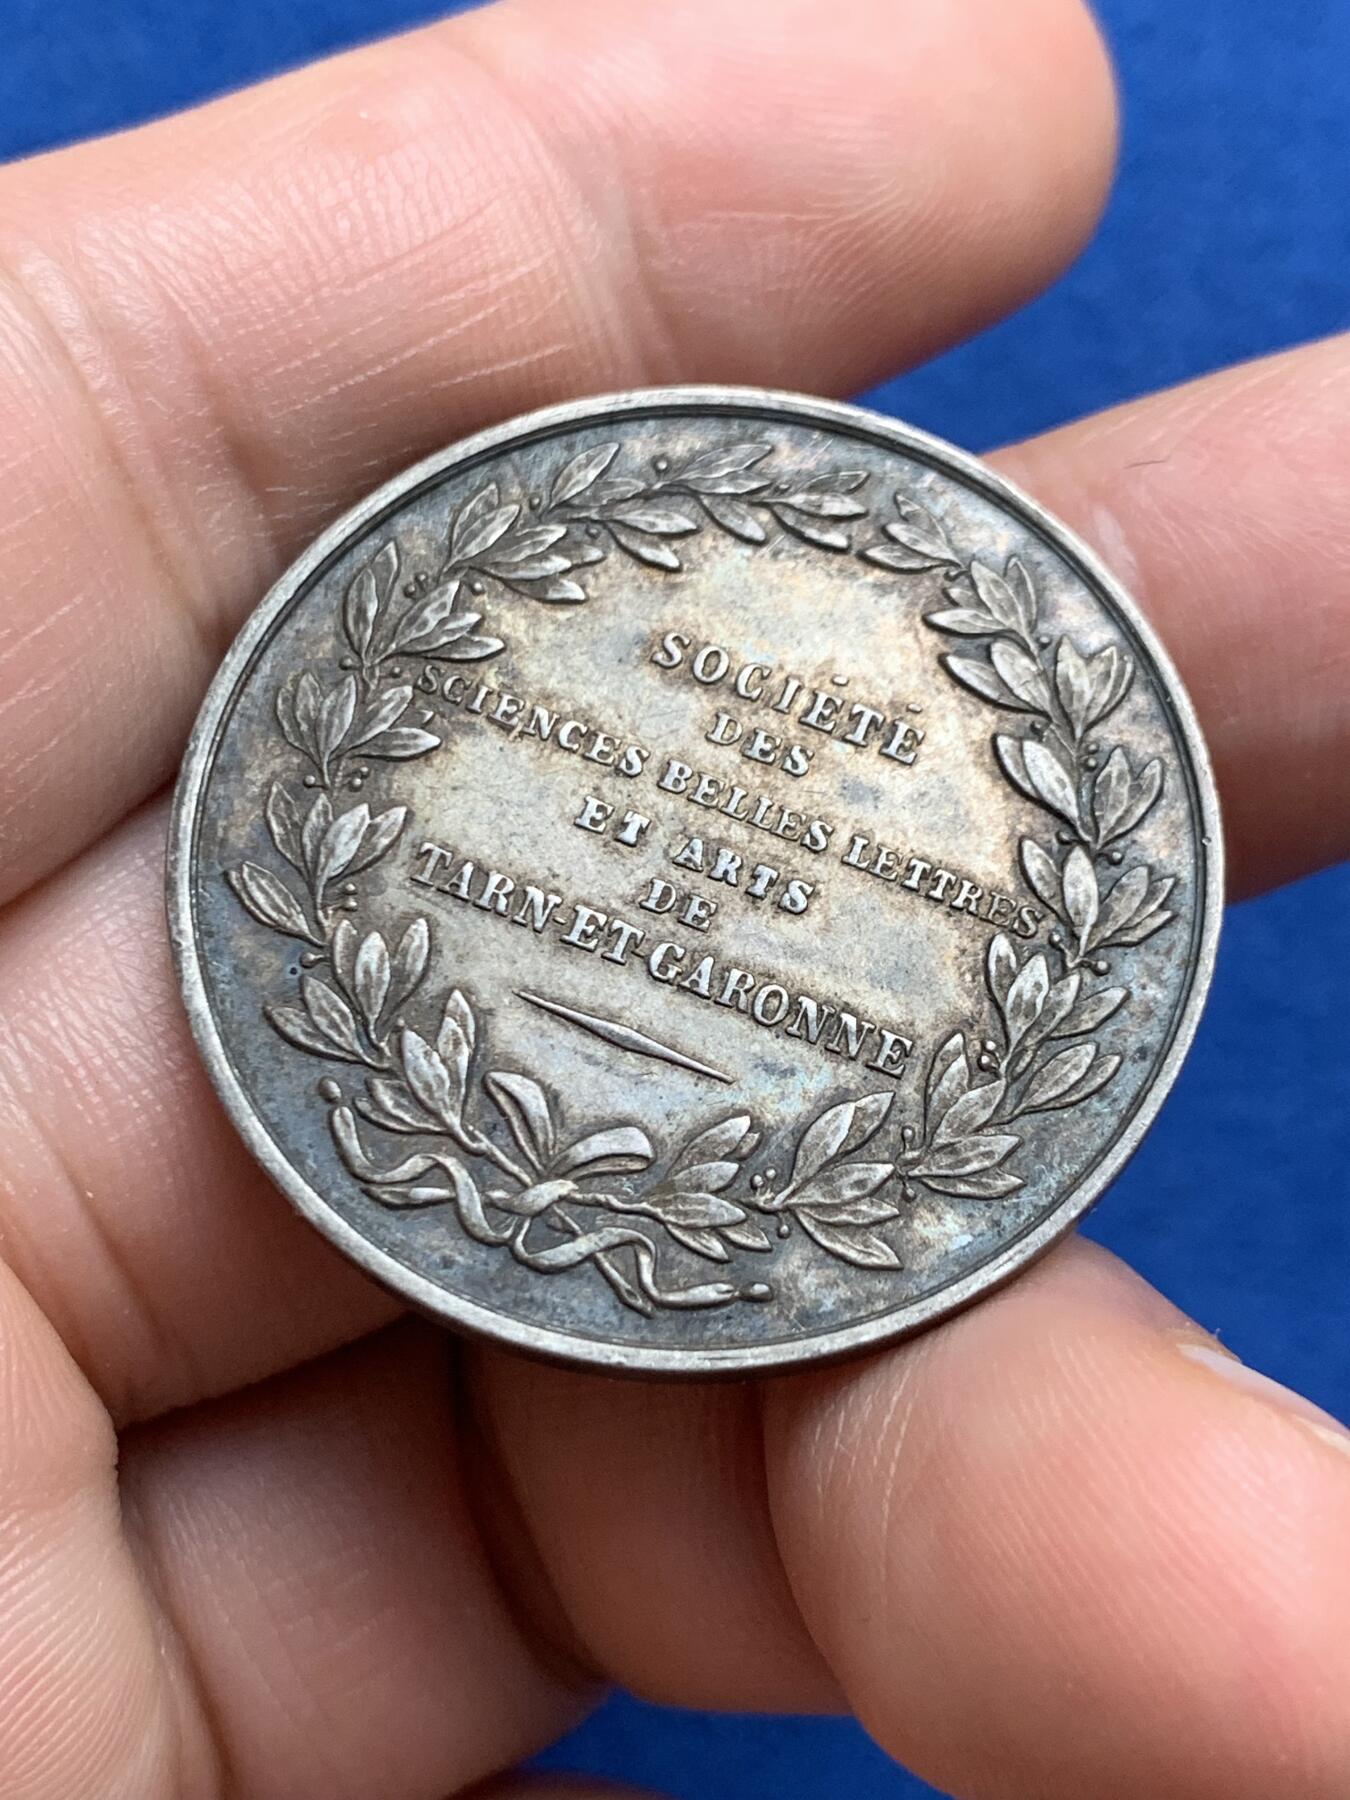 SOCIÉTÉ
DES
SCIENCES BELLES LETTRES
ET ARTS
DE
TARN-ET-GARONNE